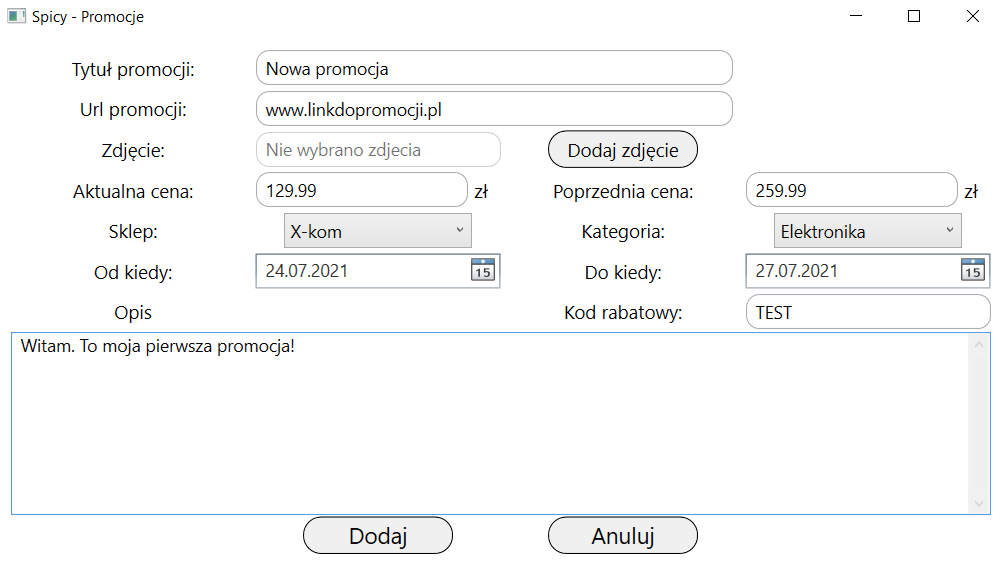 Spicy - Promocje
Tytuł promocji: Nowa promocja
Url promocji: www.linkdopromocji.pl
Zdjęcie: Nie wybrano zdjecia Dodaj zdjęcie
Aktualna cena: 129.99 zł Poprzednia cena: 259.99 zł
Sklep: X-kom Kategoria: Elektronika
Od kiedy: 24.07.2021 15 Do kiedy: 27.07.2021 15
Opis Kod rabatowy: TEST
Witam. To moja pierwsza promocja!
Dodaj Anuluj